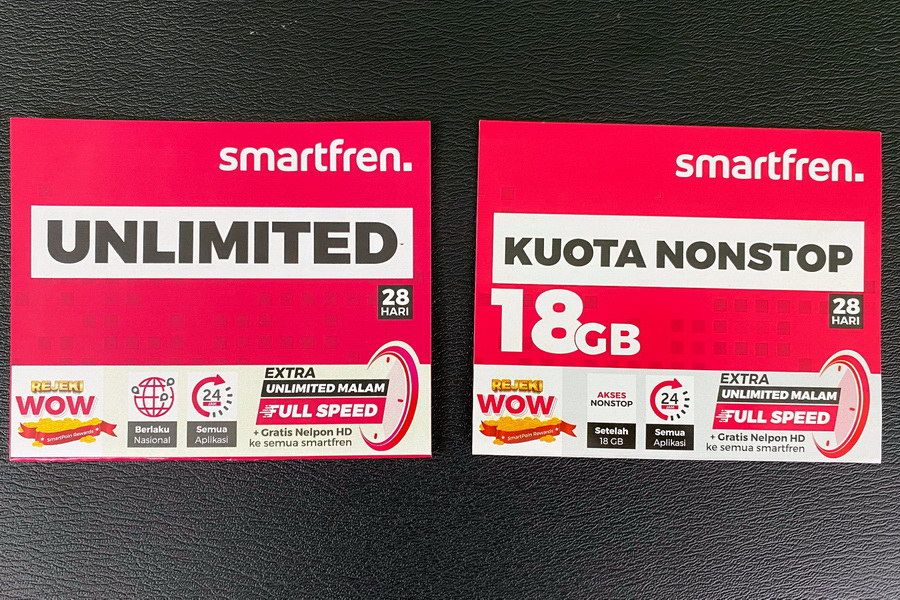 smartfren.
UNLIMITED
28
HARI
REJEKI
WOW
SmartPoin Rewards
Berlaku
Nasional
24
JAM
Semua
Aplikasi
EXTRA
UNLIMITED MALAM
FULL SPEED
+ Gratis Nelpon HD
ke semua smartfren
smartfren.
KUOTA NONSTOP
18GB
28
HARI
REJEKI
WOW
SmartPoin Rewards
AKSES
NONSTOP
Setelah
18 GB
24
JAM
Semua
Aplikasi
EXTRA
UNLIMITED MALAM
FULL SPEED
+ Gratis Nelpon HD
ke semua smartfren